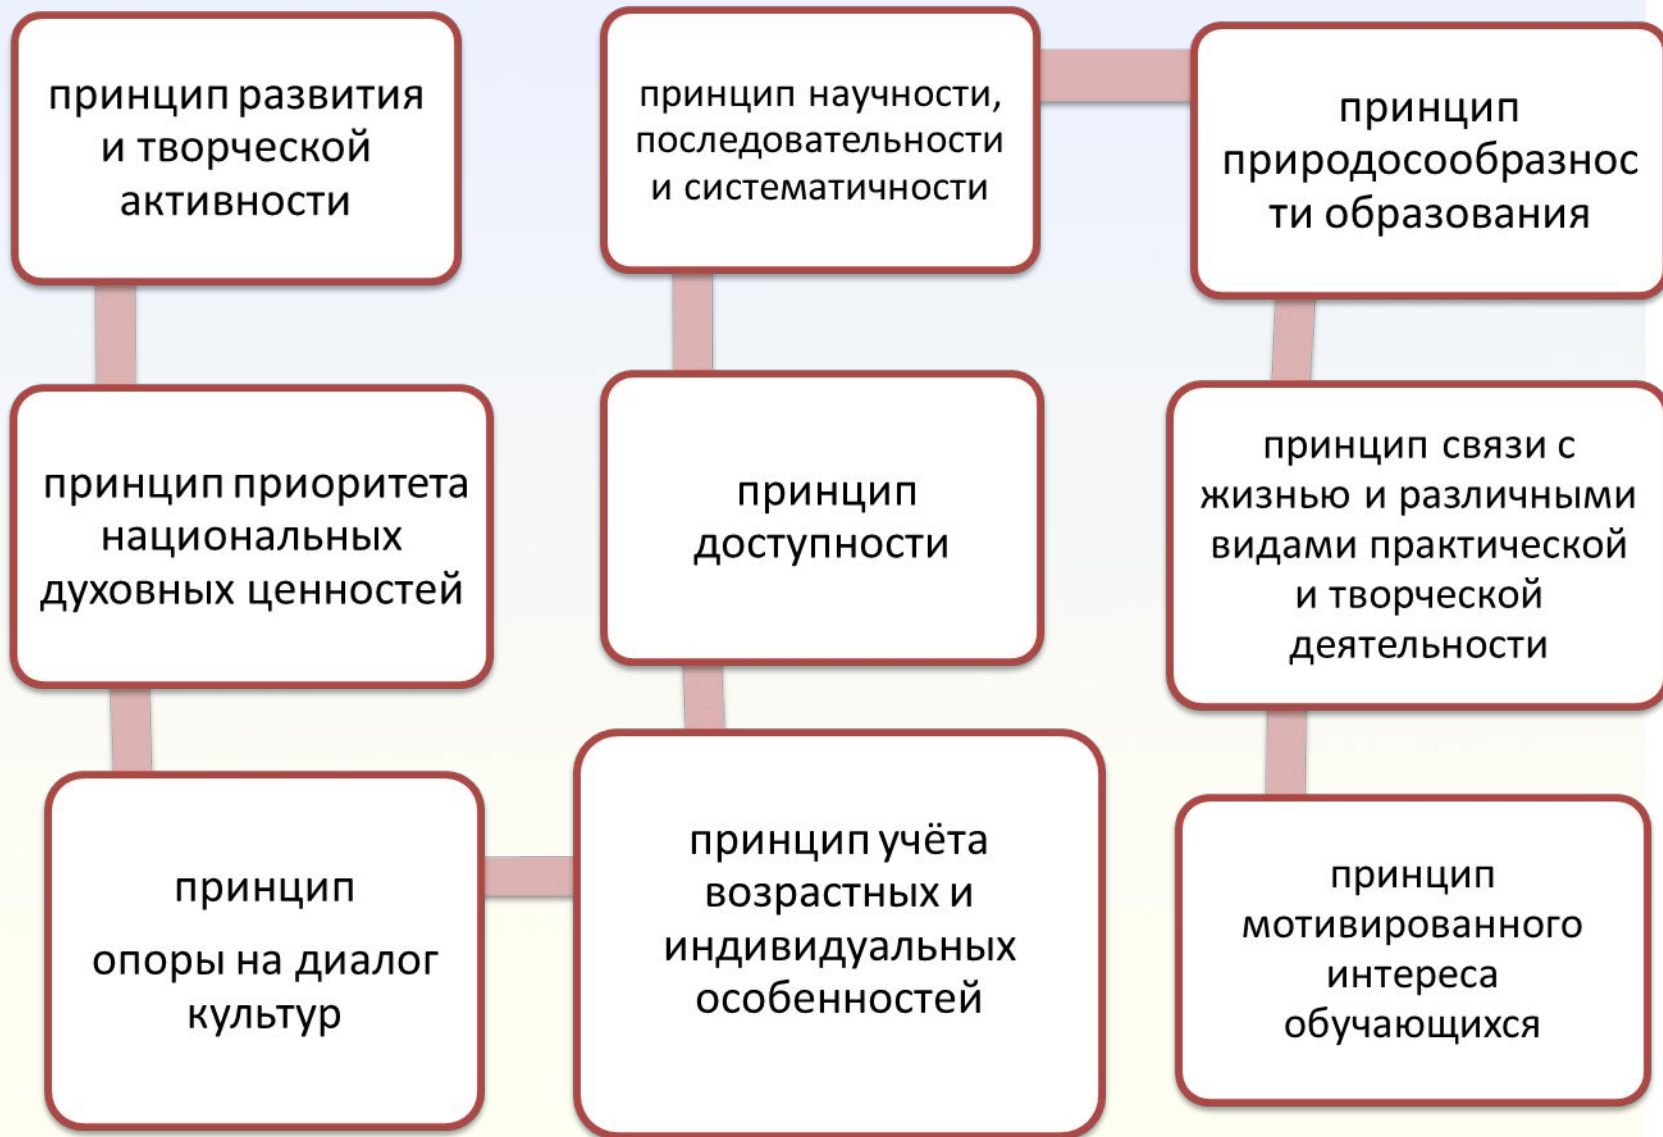 принцип развития
и творческой
активности
принцип приоритета
национальных
духовных ценностей
принцип
опоры на диалог
культур
принцип учёта
возрастных и
индивидуальных
особенностей
принцип
доступности
принцип научности,
последовательности
и систематичности
принцип
природосообразнос
ти образования
принцип связи с
жизнью и различными
видами практической
и творческой
деятельности
принцип
мотивированного
интереса
обучающихся